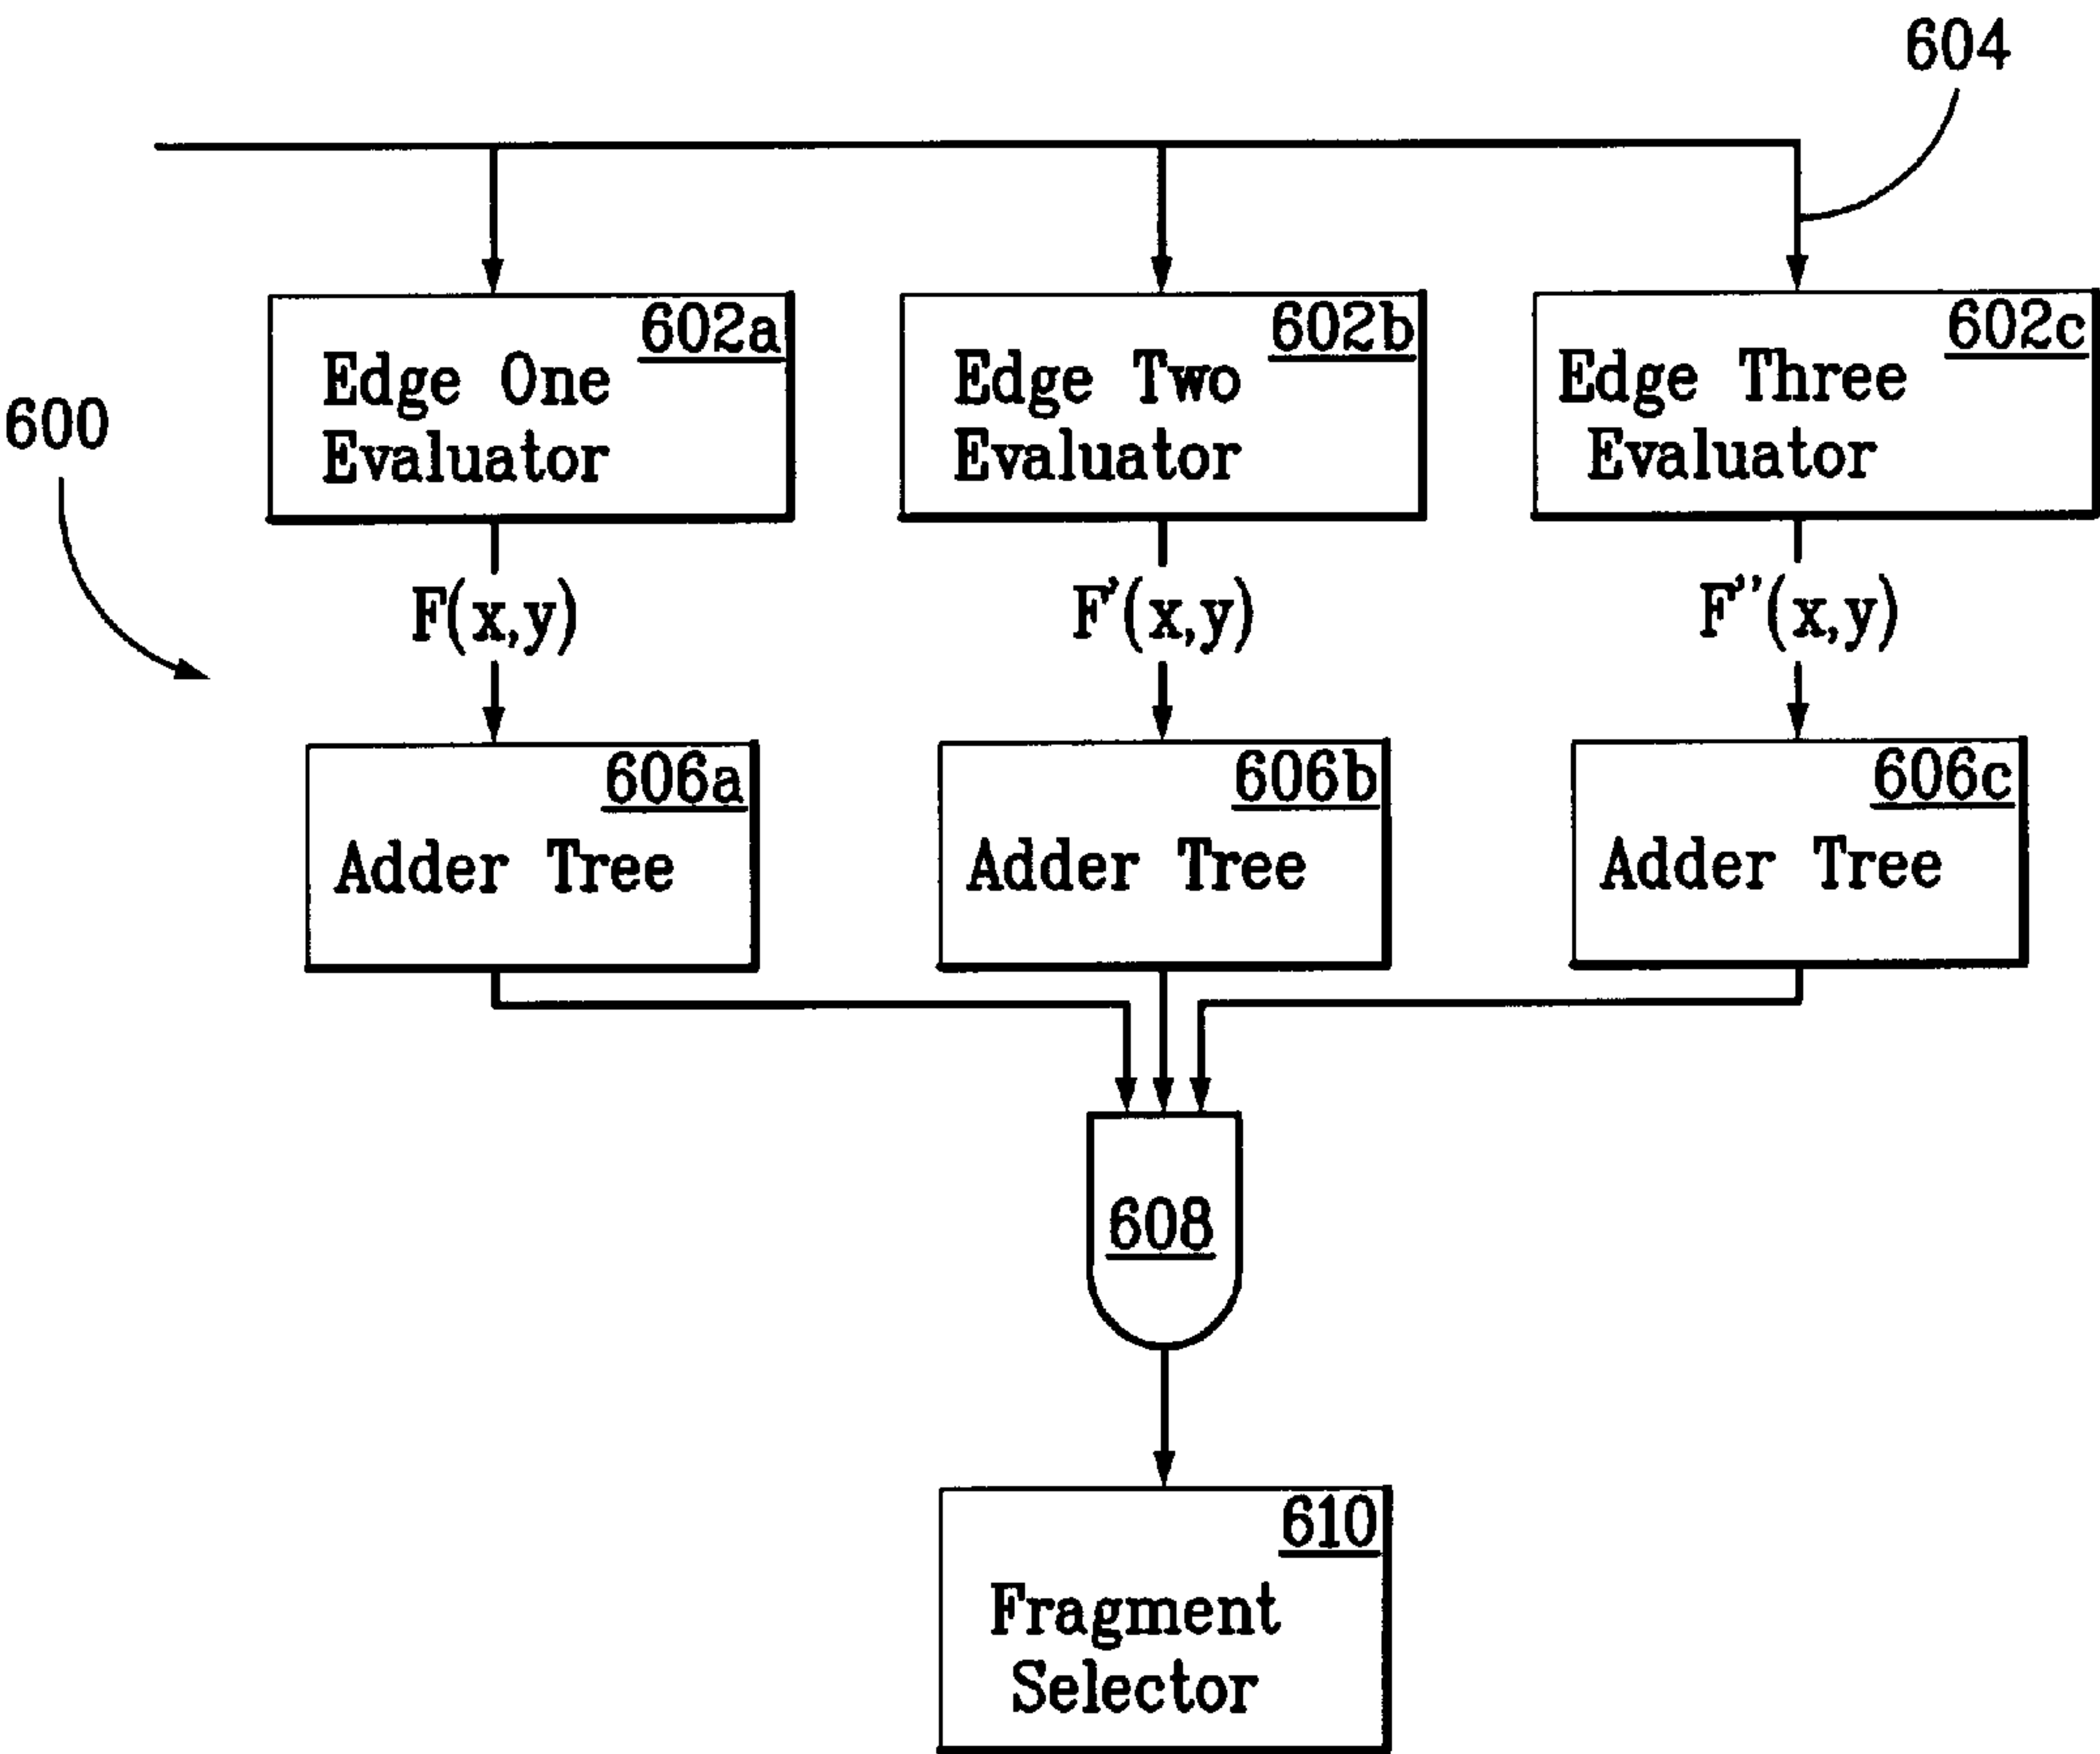 604
602a
Edge One
Evaluator
602b
Edge Two
Evaluator
602c
Edge Three
Evaluator
600
F(x,y)
F'(x,y)
F''(x,y)
606a
Adder Tree
606b
Adder Tree
606c
Adder Tree
608
610
Fragment
Selector